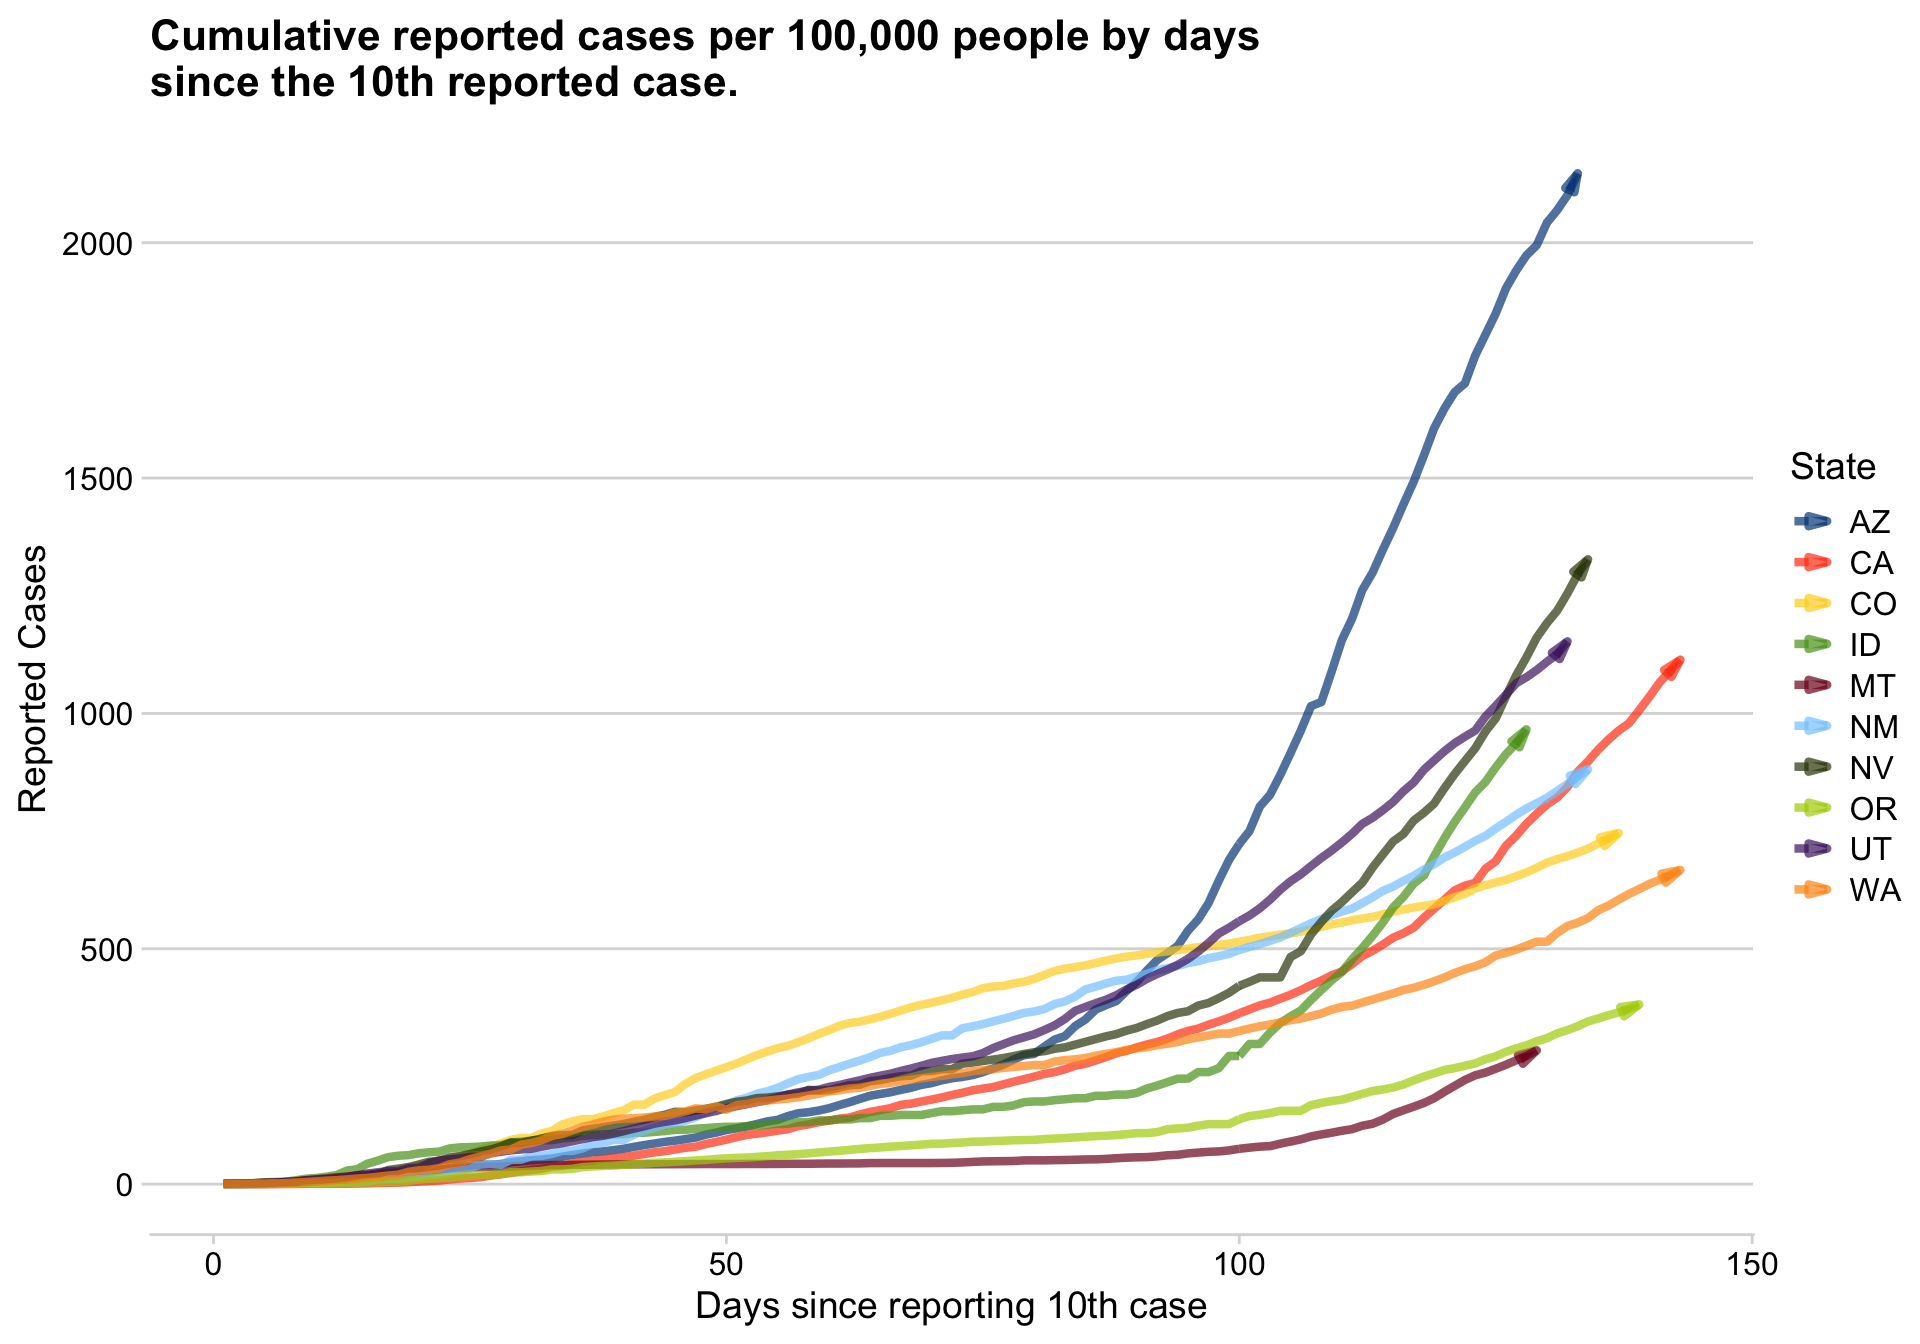 Cumulative reported cases per 100,000 people by days
since the 10th reported case.
2000
1500
1000
500
0
Reported Cases
0 50 100 150
Days since reporting 10th case
State
AZ
CA
CO
ID
MT
NM
NV
OR
UT
WA